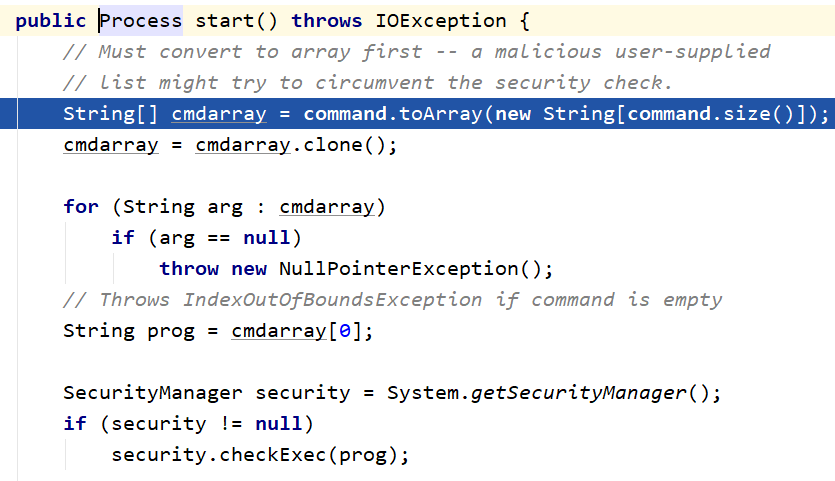 public Process start() throws IOException {
// Must convert to array first -- a malicious user-supplied
// list might try to circumvent the security check.
String[] cmdarray = command.toArray(new String[command.size()]);
cmdarray = cmdarray.clone();
for (String arg : cmdarray)
if (arg == null)
throw new NullPointerException();
// Throws IndexOutOfBoundsException if command is empty
String prog = cmdarray[0];
SecurityManager security = System.getSecurityManager();
if (security != null)
security.checkExec(prog);